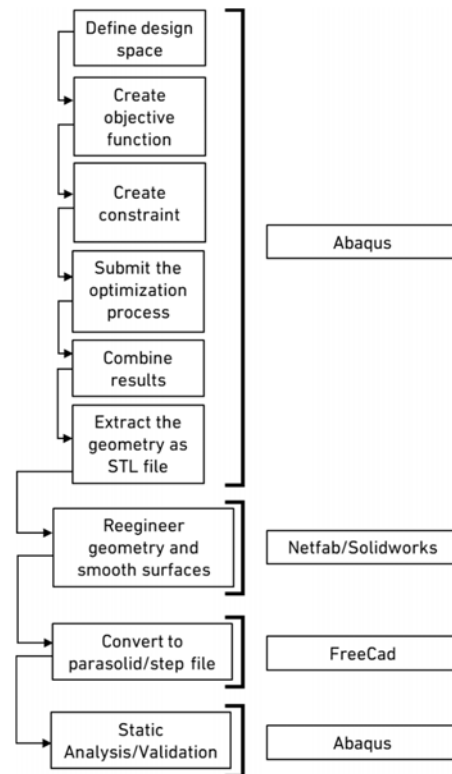 Define design
space
Create
objective
function
Create
constraint
Abaqus
Submit the
optimization
process
Combine
results
Extract the
geometry as
STL file
Reegineer
geometry and
smooth surfaces
Netfab/Solidworks
Convert to
parasolid/step file
FreeCad
Static
Analysis/Validation
Abaqus